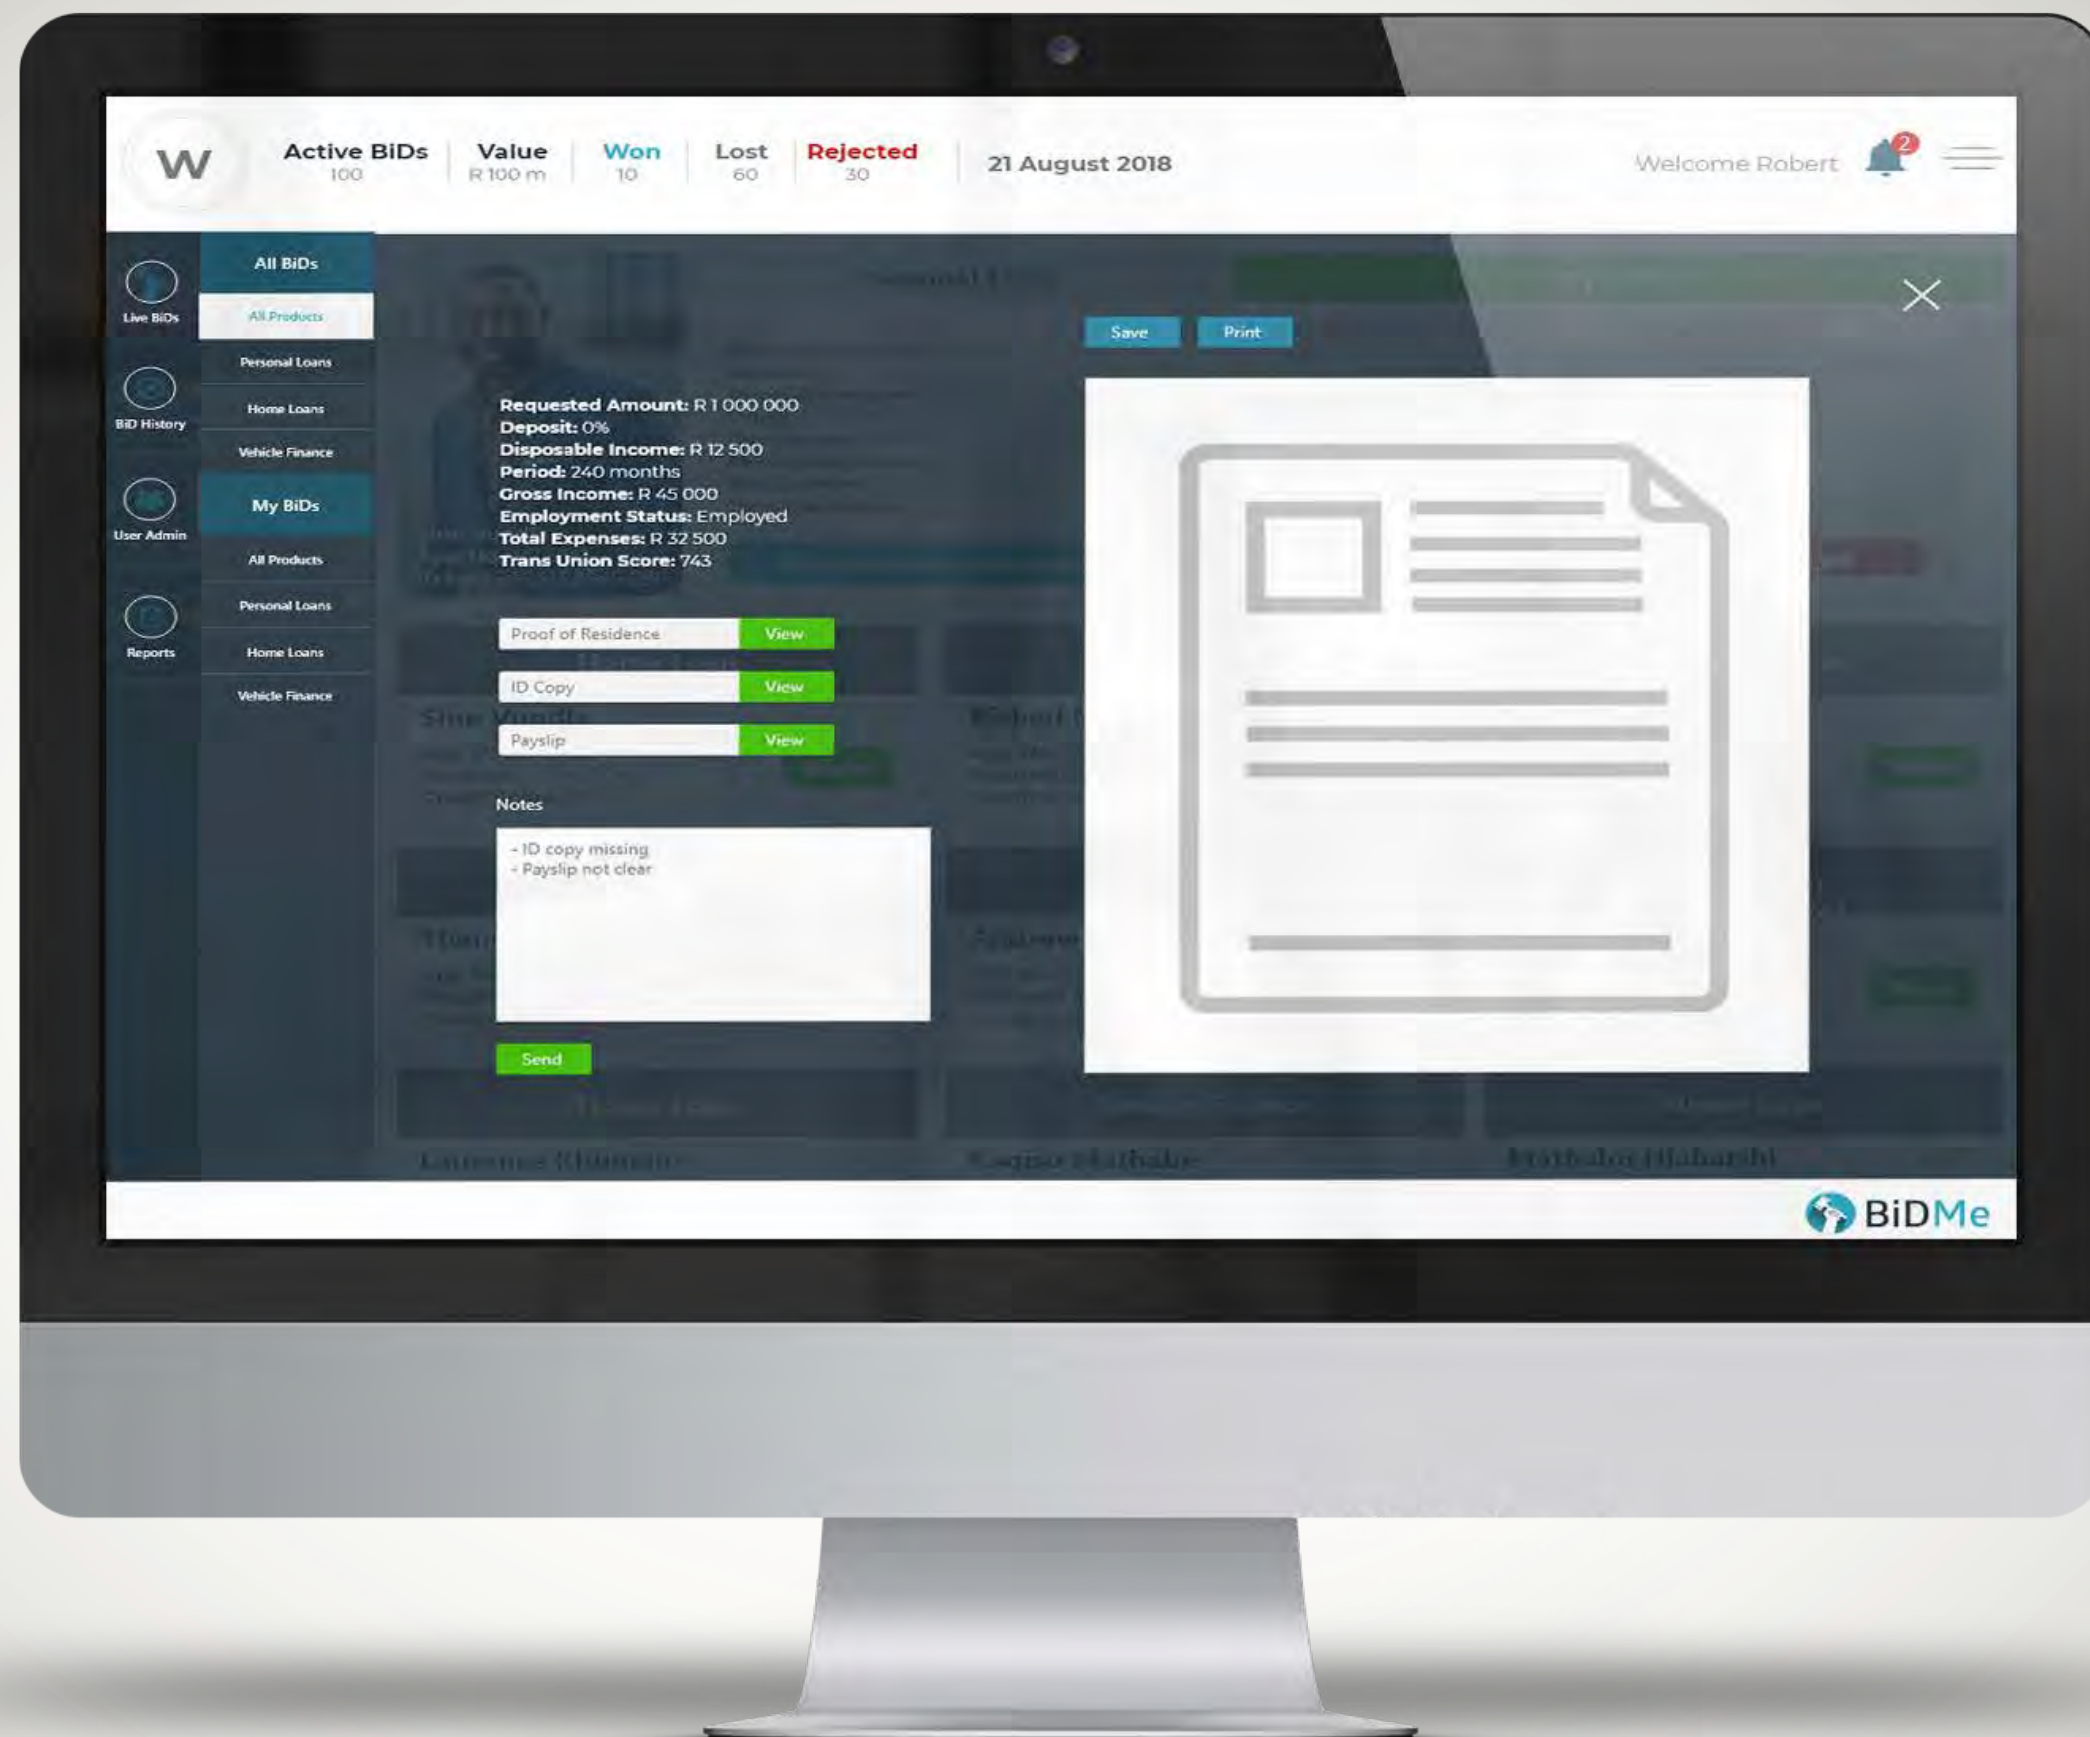 W
Active BiDs
100
Value
R 100 m
Won
10
Lost
60
Rejected
30
21 August 2018
Welcome Robert
2
Live BiDs
BiD History
User Admin
Reports
All BiDs
All Products
Personal Loans
Home Loans
Vehicle Finance
My BiDs
All Products
Personal Loans
Home Loans
Vehicle Finance
Requested Amount: R 1 000 000
Deposit: 0%
Disposable Income: R 12 500
Period: 240 months
Gross Income: R 45 000
Employment Status: Employed
Total Expenses: R 32 500
Trans Union Score: 743
Proof of Residence View
ID Copy View
Payslip View
Notes
- ID copy missing
- Payslip not clear
Send
Save Print
BiDMe